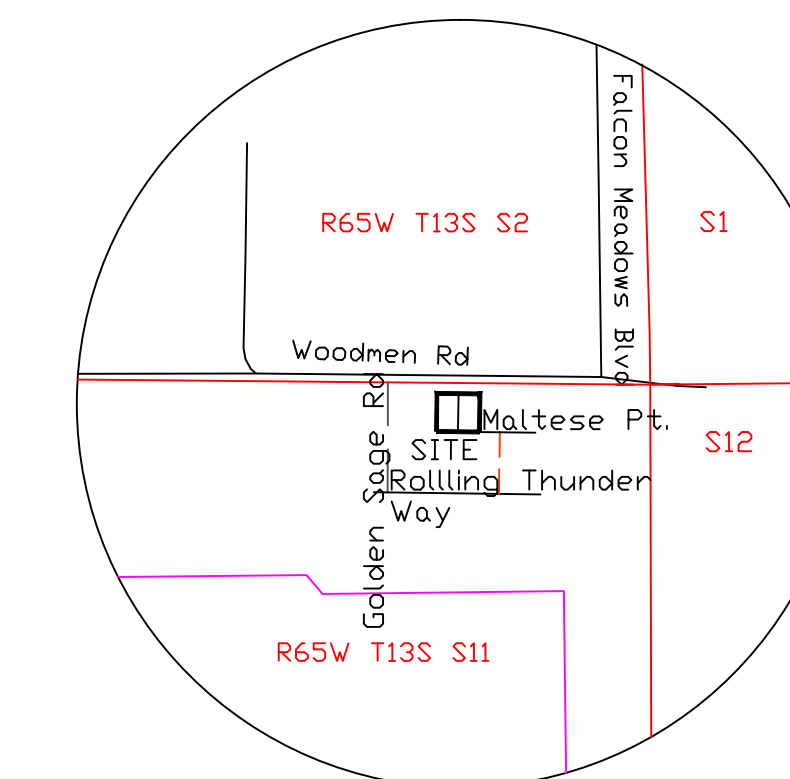 Falcon Meadows Blvd
R65W T13S S2
S1
Woodmen Rd
Maltese Pt.
S12
SITE
Rollling Thunder
Way
Golden Sage Rd
R65W T13S S11